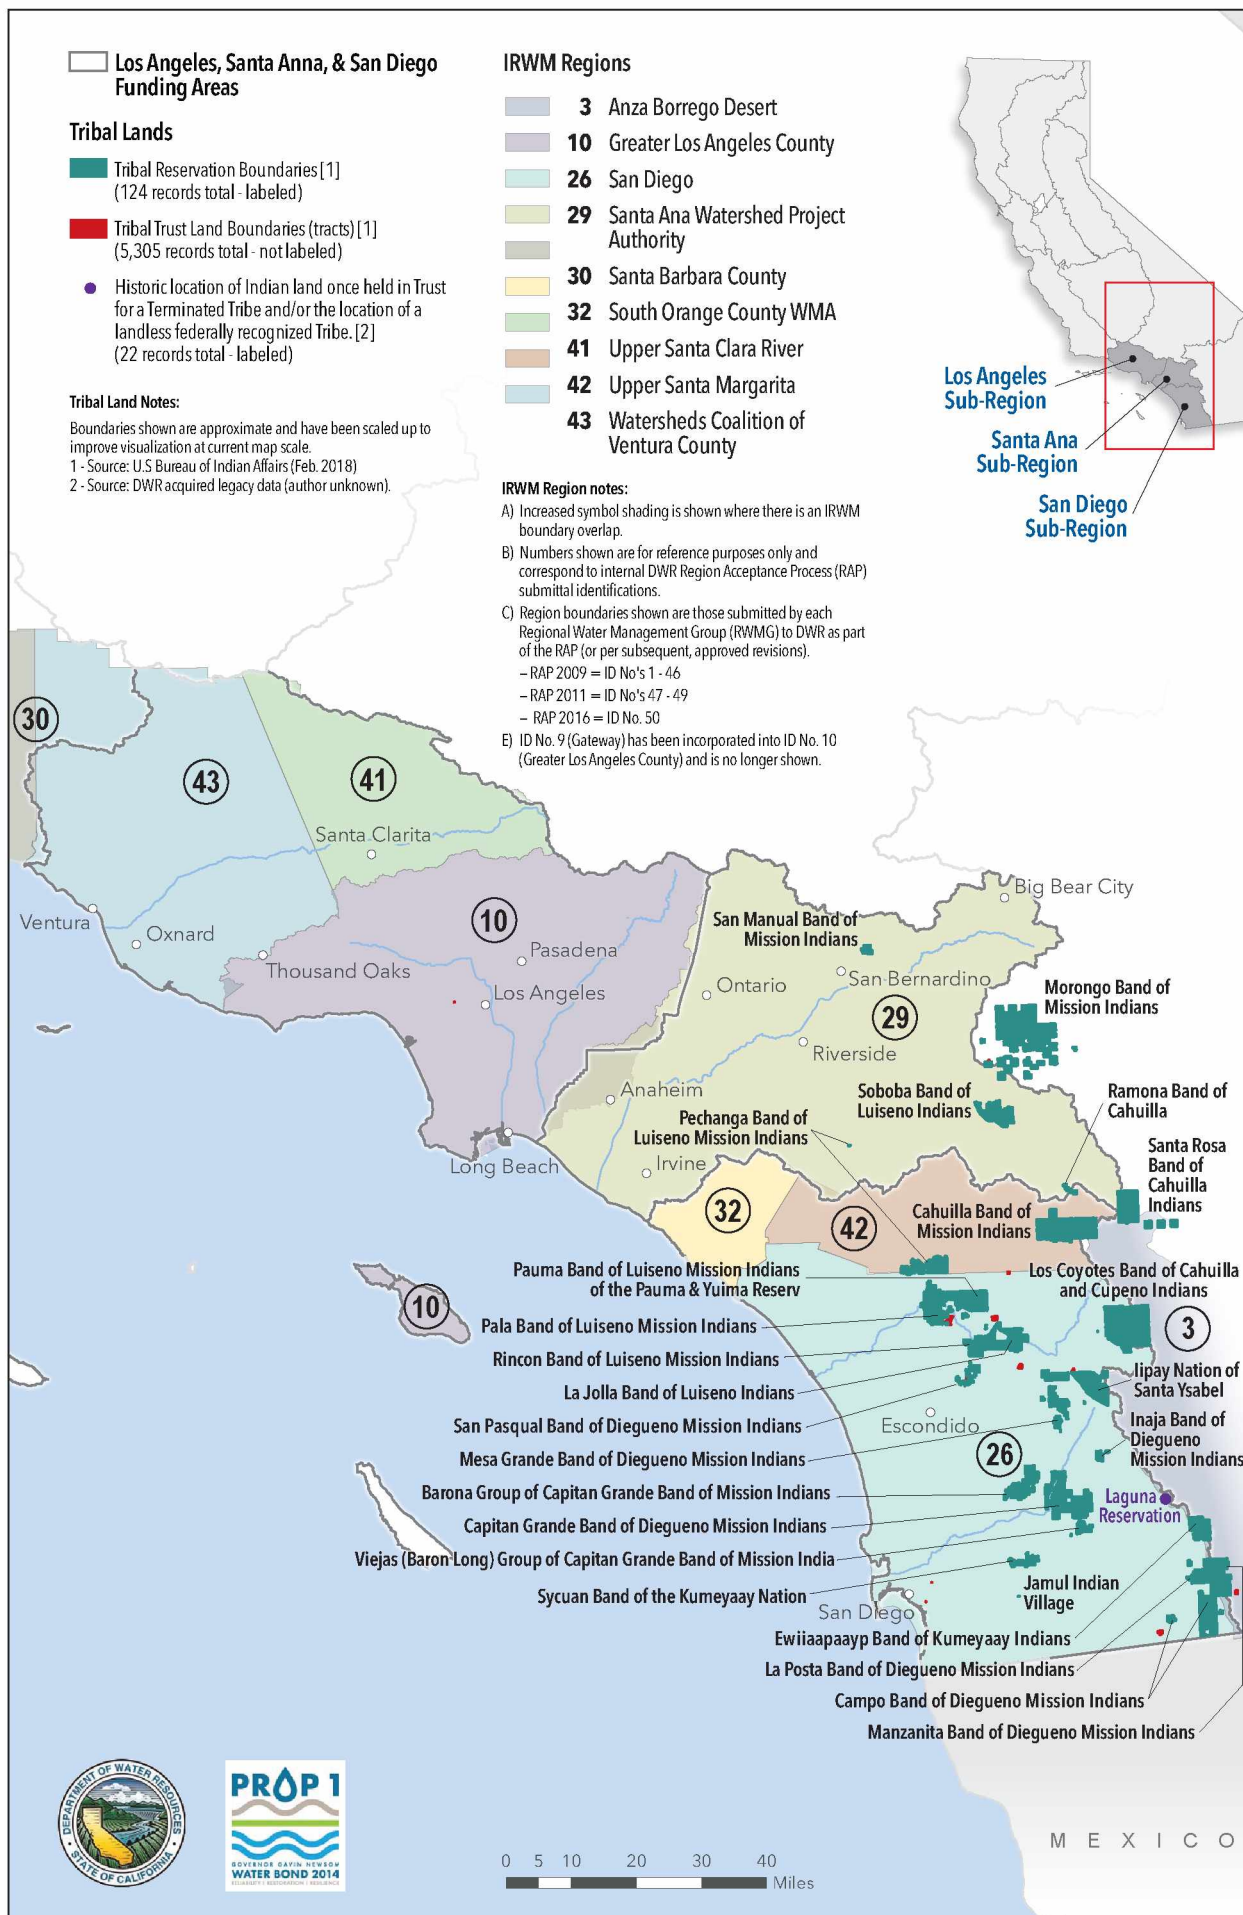 Los Angeles, Santa Anna, & San Diego
Funding Areas
Tribal Lands
Tribal Reservation Boundaries [1]
(124 records total - labeled)
Tribal Trust Land Boundaries (tracts) [1]
(5,305 records total - not labeled)
Historic location of Indian land once held in Trust
for a Terminated Tribe and/or the location of a
landless federally recognized Tribe. [2]
(22 records total - labeled)
Tribal Land Notes:
Boundaries shown are approximate and have been scaled up to
improve visualization at current map scale.
1 - Source: U.S Bureau of Indian Affairs (Feb. 2018)
2 - Source: DWR acquired legacy data (author unknown).
IRWM Regions
3 Anza Borrego Desert
10 Greater Los Angeles County
26 San Diego
29 Santa Ana Watershed Project
Authority
30 Santa Barbara County
32 South Orange County WMA
41 Upper Santa Clara River
42 Upper Santa Margarita
43 Watersheds Coalition of
Ventura County
IRWM Region notes:
A) Increased symbol shading is shown where there is an IRWM
boundary overlap.
B) Numbers shown are for reference purposes only and
correspond to internal DWR Region Acceptance Process (RAP)
submittal identifications.
C) Region boundaries shown are those submitted by each
Regional Water Management Group (RWMG) to DWR as part
of the RAP (or per subsequent, approved revisions).
– RAP 2009 = ID No's 1 - 46
– RAP 2011 = ID No's 47 - 49
– RAP 2016 = ID No. 50
E) ID No. 9 (Gateway) has been incorporated into ID No. 10
(Greater Los Angeles County) and is no longer shown.
Los Angeles
Sub-Region
Santa Ana
Sub-Region
San Diego
Sub-Region
30
43
41
Santa Clarita
Ventura
Oxnard
Thousand Oaks
10
Pasadena
Los Angeles
Long Beach
Big Bear City
San Manual Band of
Mission Indians
San Bernardino
Ontario
29
Riverside
Morongo Band of
Mission Indians
Anaheim
Soboba Band of
Luiseno Indians
Pechanga Band of
Luiseno Mission Indians
Ramona Band of
Cahuilla
Irvine
Santa Rosa
Band of
Cahuilla
Indians
32
42
Cahuilla Band of
Mission Indians
Pauma Band of Luiseno Mission Indians
of the Pauma & Yuima Reserv
Los Coyotes Band of Cahuilla
and Cupeno Indians
10
Pala Band of Luiseno Mission Indians
3
Rincon Band of Luiseno Mission Indians
La Jolla Band of Luiseno Indians
Iipay Nation of
Santa Ysabel
San Pasqual Band of Diegueno Mission Indians
Escondido
Inaja Band of
Diegueno
Mission Indians
Mesa Grande Band of Diegueno Mission Indians
26
Barona Group of Capitan Grande Band of Mission Indians
Laguna
Reservation
Capitan Grande Band of Diegueno Mission Indians
Viejas (Baron Long) Group of Capitan Grande Band of Mission India
Sycuan Band of the Kumeyaay Nation
Jamul Indian
Village
San Diego
Ewiiaapaayp Band of Kumeyaay Indians
La Posta Band of Diegueno Mission Indians
Campo Band of Diegueno Mission Indians
Manzanita Band of Diegueno Mission Indians
MEXICO
DEPARTMENT OF WATER RESOURCES
STATE OF CALIFORNIA
PROP 1
GOVERNOR GAVIN NEWSOM
WATER BOND 2014
RELIABILITY | RESTORATION | RESILIENCE
0 5 10 20 30 40
Miles